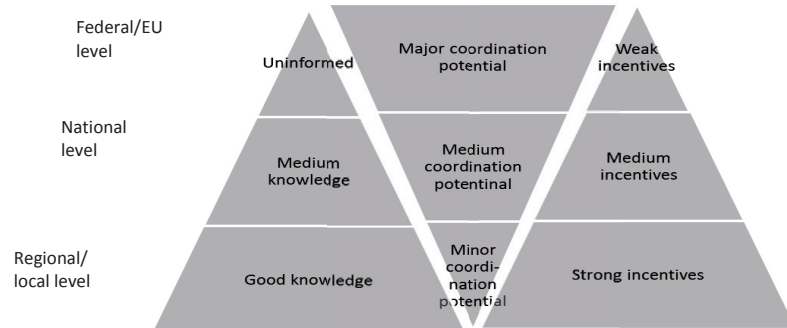 Federal/EU
level
Uninformed
Major coordination
potential
Weak
incentives
National
level
Medium
knowledge
Medium
coordination
potentinal
Medium
incentives
Regional/
local level
Good knowledge
Minor
coordi-
nation
potential
Strong incentives